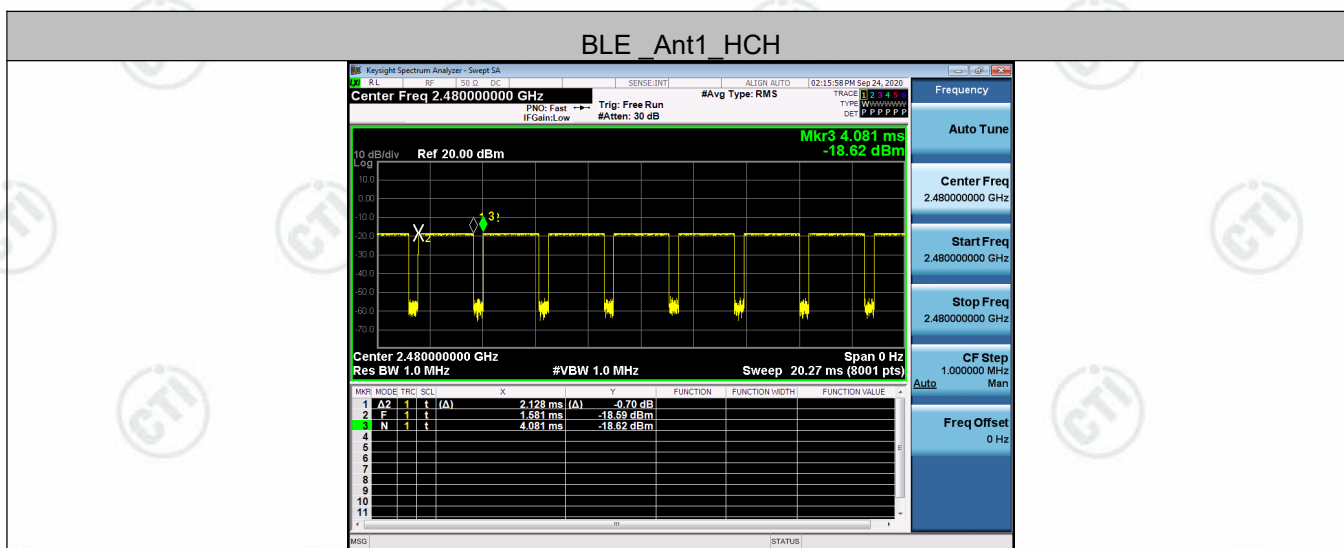 BLE _Ant1_HCH
Keysight Spectrum Analyzer - Swept SA
RL RF 50 Ω DC SENSE:INT ALIGN AUTO 02:15:58 PM Sep 24, 2020
Center Freq 2.480000000 GHz
PNO: Fast
IFGain:Low
Trig: Free Run
#Atten: 30 dB
#Avg Type: RMS
TRACE 1 2 3 4 5 6
TYPE WWWWWW
DET P P P P P P
Mkr3 4.081 ms
-18.62 dBm
10 dB/div Ref 20.00 dBm
Log
10.0
0.00
-10.0
-20.0
-30.0
-40.0
-50.0
-60.0
-70.0
2
3
Center 2.480000000 GHz
Span 0 Hz
Res BW 1.0 MHz #VBW 1.0 MHz Sweep 20.27 ms (8001 pts)
MKR MODE TRC SCL X Y FUNCTION FUNCTION WIDTH FUNCTION VALUE
1 Δ2 1 t (Δ) 2.128 ms (Δ) -0.70 dB
2 F 1 t 1.581 ms -18.59 dBm
3 N 1 t 4.081 ms -18.62 dBm
4
5
6
7
8
9
10
11
MSG STATUS
Frequency
Auto Tune
Center Freq
2.480000000 GHz
Start Freq
2.480000000 GHz
Stop Freq
2.480000000 GHz
CF Step
1.000000 MHz
Auto Man
Freq Offset
0 Hz
CTI
CTI
CTI
CTI
CTI